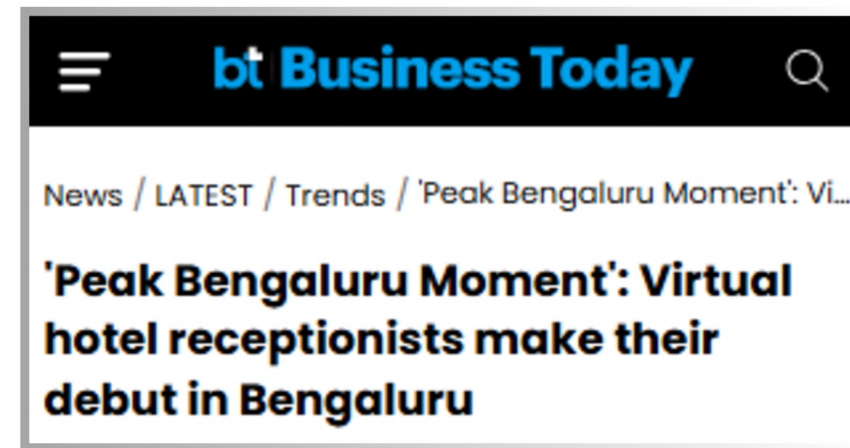 bt Business Today
News / LATEST / Trends / 'Peak Bengaluru Moment': Vi...
'Peak Bengaluru Moment': Virtual
hotel receptionists make their
debut in Bengaluru